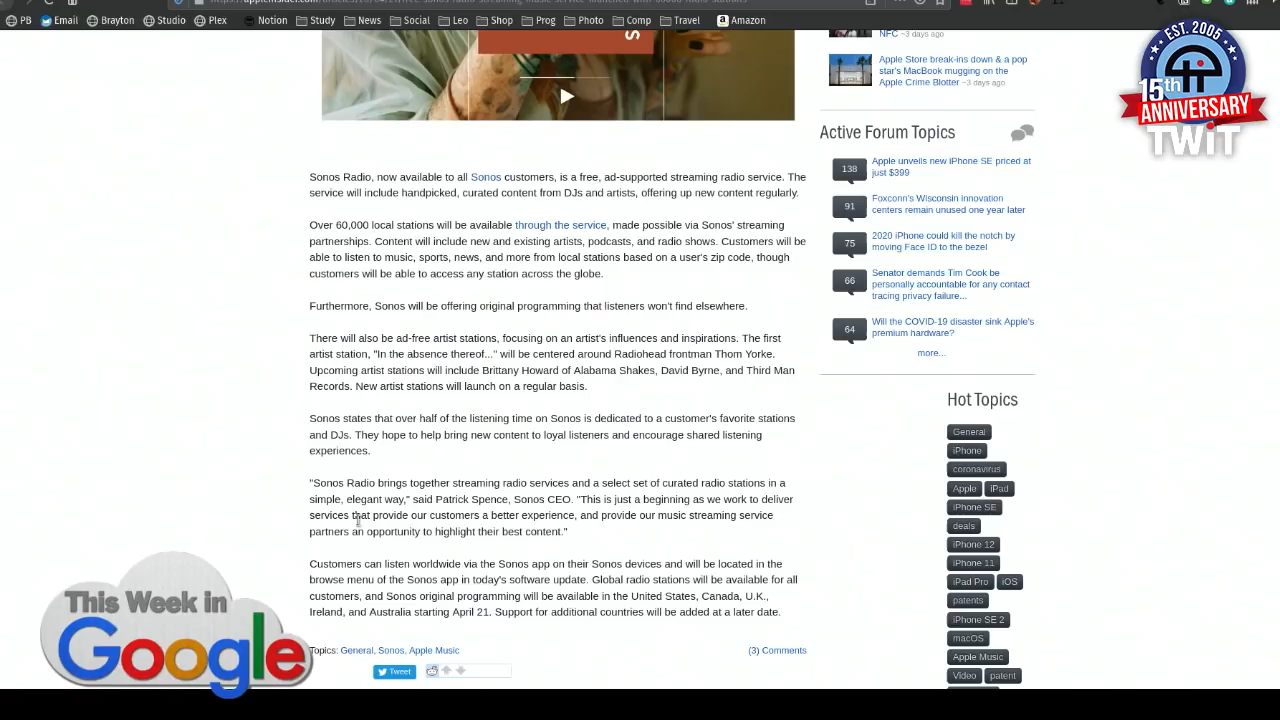 PB
Email
Brayton
Studio
Plex
Notion
Study
News
Social
Leo
Shop
Prog
Photo
Comp
Travel
Amazon
NFC ~3 days ago
Apple Store break-ins down & a pop
star's MacBook mugging on the
Apple Crime Blotter ~3 days ago
EST. 2005
15th
ANNIVERSARY
TWiT
Active Forum Topics
138
Apple unveils new iPhone SE priced at
just $399
91
Foxconn's Wisconsin innovation
centers remain unused one year later
75
2020 iPhone could kill the notch by
moving Face ID to the bezel
66
Senator demands Tim Cook be
personally accountable for any contact
tracing privacy failure...
64
Will the COVID-19 disaster sink Apple's
premium hardware?
more...
Hot Topics
General
iPhone
coronavirus
Apple
iPad
iPhone SE
deals
iPhone 12
iPhone 11
iPad Pro
iOS
patents
iPhone SE 2
macOS
Apple Music
Video
patent
S
Sonos Radio, now available to all Sonos customers, is a free, ad-supported streaming radio service. The
service will include handpicked, curated content from DJs and artists, offering up new content regularly.
Over 60,000 local stations will be available through the service, made possible via Sonos' streaming
partnerships. Content will include new and existing artists, podcasts, and radio shows. Customers will be
able to listen to music, sports, news, and more from local stations based on a user's zip code, though
customers will be able to access any station across the globe.
Furthermore, Sonos will be offering original programming that listeners won't find elsewhere.
There will also be ad-free artist stations, focusing on an artist's influences and inspirations. The first
artist station, "In the absence thereof..." will be centered around Radiohead frontman Thom Yorke.
Upcoming artist stations will include Brittany Howard of Alabama Shakes, David Byrne, and Third Man
Records. New artist stations will launch on a regular basis.
Sonos states that over half of the listening time on Sonos is dedicated to a customer's favorite stations
and DJs. They hope to help bring new content to loyal listeners and encourage shared listening
experiences.
"Sonos Radio brings together streaming radio services and a select set of curated radio stations in a
simple, elegant way," said Patrick Spence, Sonos CEO. "This is just a beginning as we work to deliver
services that provide our customers a better experience, and provide our music streaming service
partners an opportunity to highlight their best content."
Customers can listen worldwide via the Sonos app on their Sonos devices and will be located in the
browse menu of the Sonos app in today's software update. Global radio stations will be available for all
customers, and Sonos original programming will be available in the United States, Canada, U.K.,
Ireland, and Australia starting April 21. Support for additional countries will be added at a later date.
Topics: General, Sonos, Apple Music
(3) Comments
Tweet
This Week in
Google